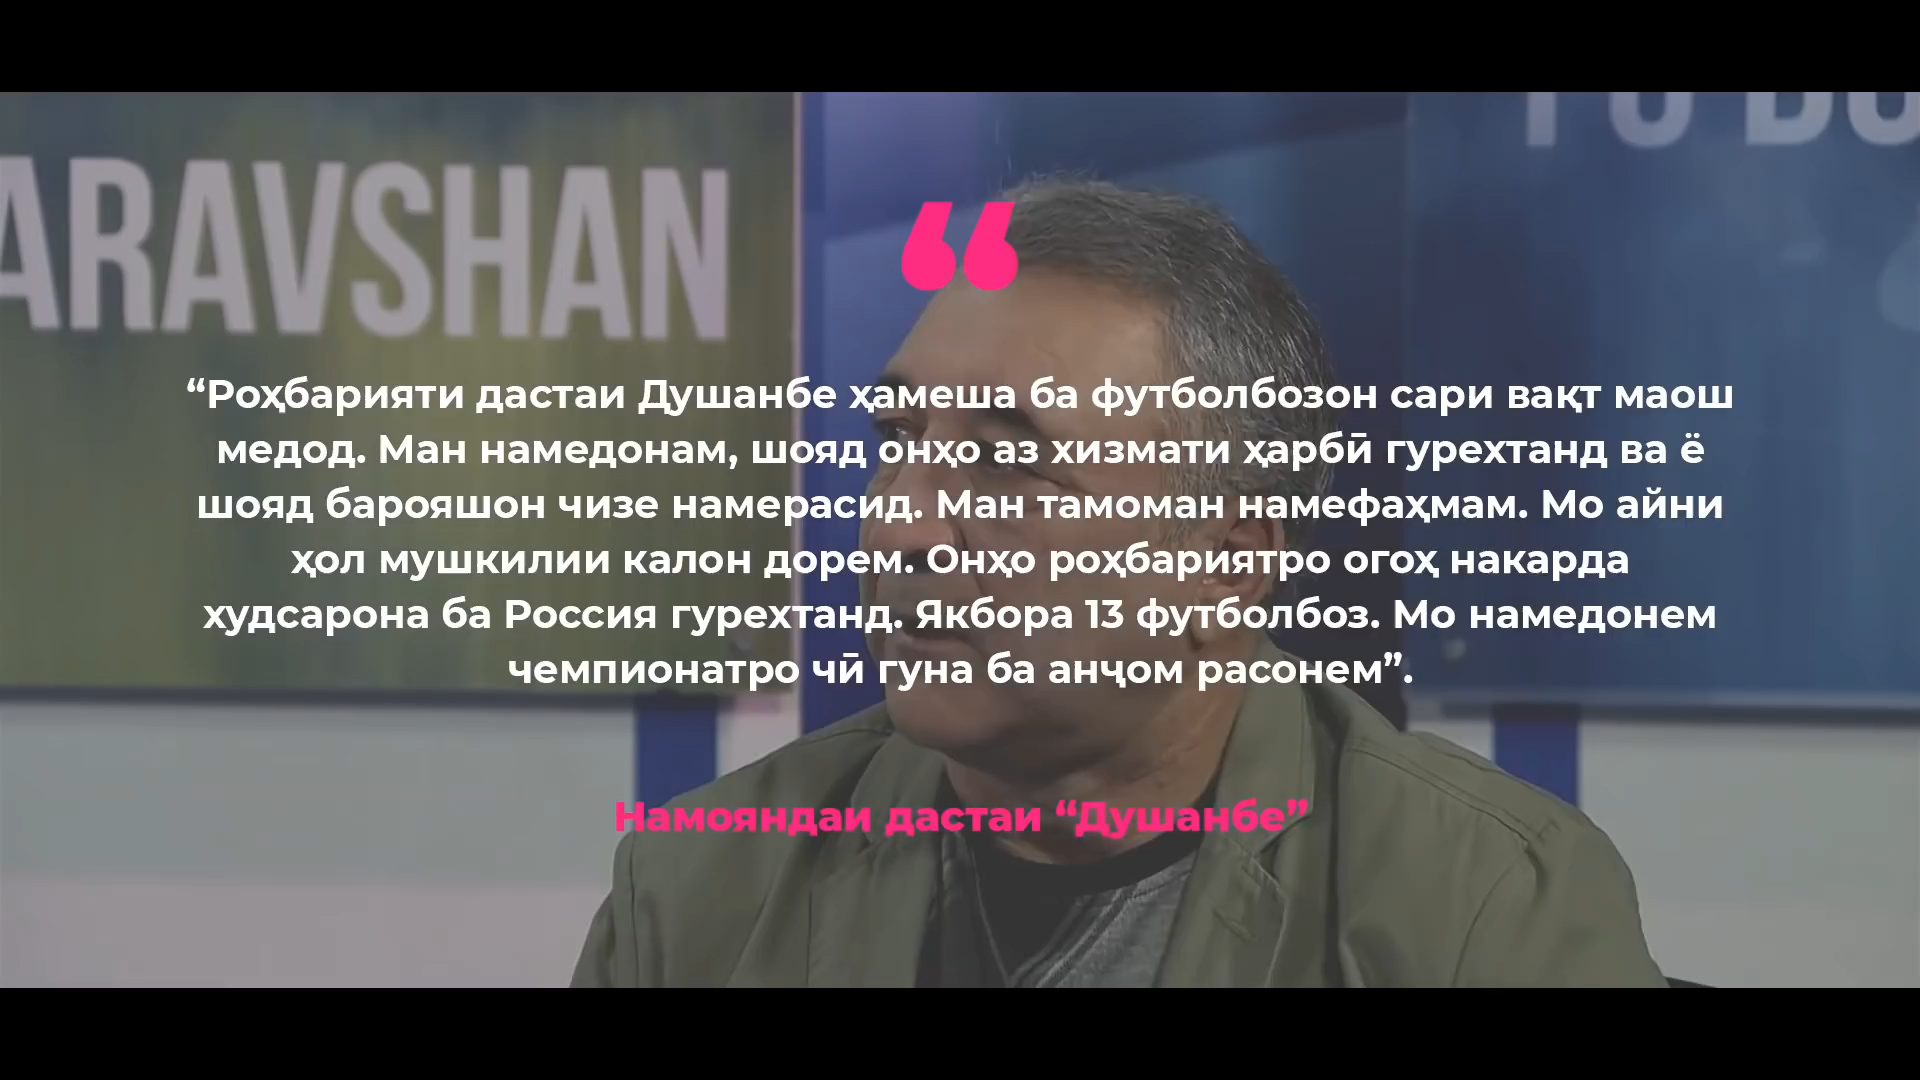 ARAVSHAN
“Роҳбарияти дастаи Душанбе ҳамеша ба футболбозон сари вақт маош
медод. Ман намедонам, шояд онҳо аз хизмати ҳарбӣ гурехтанд ва ё
шояд барояшон чизе намерасид. Ман тамоман намефаҳмам. Мо айни
ҳол мушкилии калон дорем. Онҳо роҳбариятро огоҳ накарда
худсарона ба Россия гурехтанд. Якбора 13 футболбоз. Мо намедонем
чемпионатро чӣ гуна ба анҷом расонем”.
Намояндаи дастаи “Душанбе”